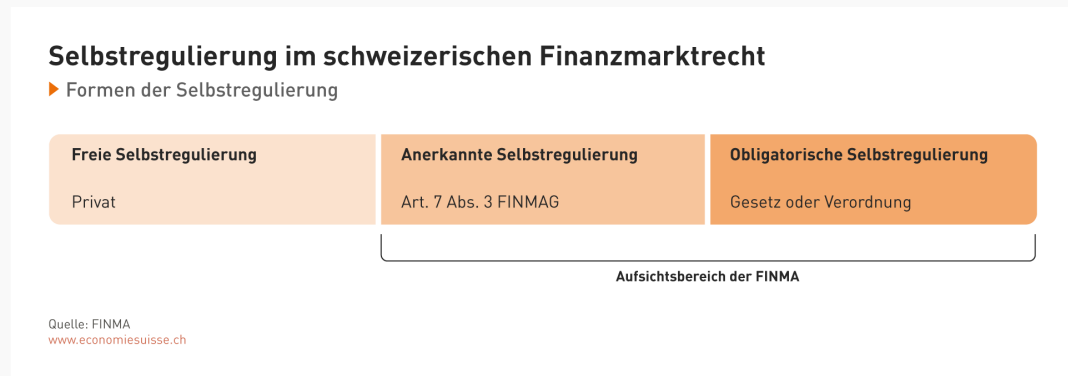 Selbstregulierung im schweizerischen Finanzmarktrecht
Formen der Selbstregulierung
Freie Selbstregulierung
Privat
Anerkannte Selbstregulierung
Art. 7 Abs. 3 FINMAG
Obligatorische Selbstregulierung
Gesetz oder Verordnung
Aufsichtsbereich der FINMA
Quelle: FINMA
www.economiesuisse.ch